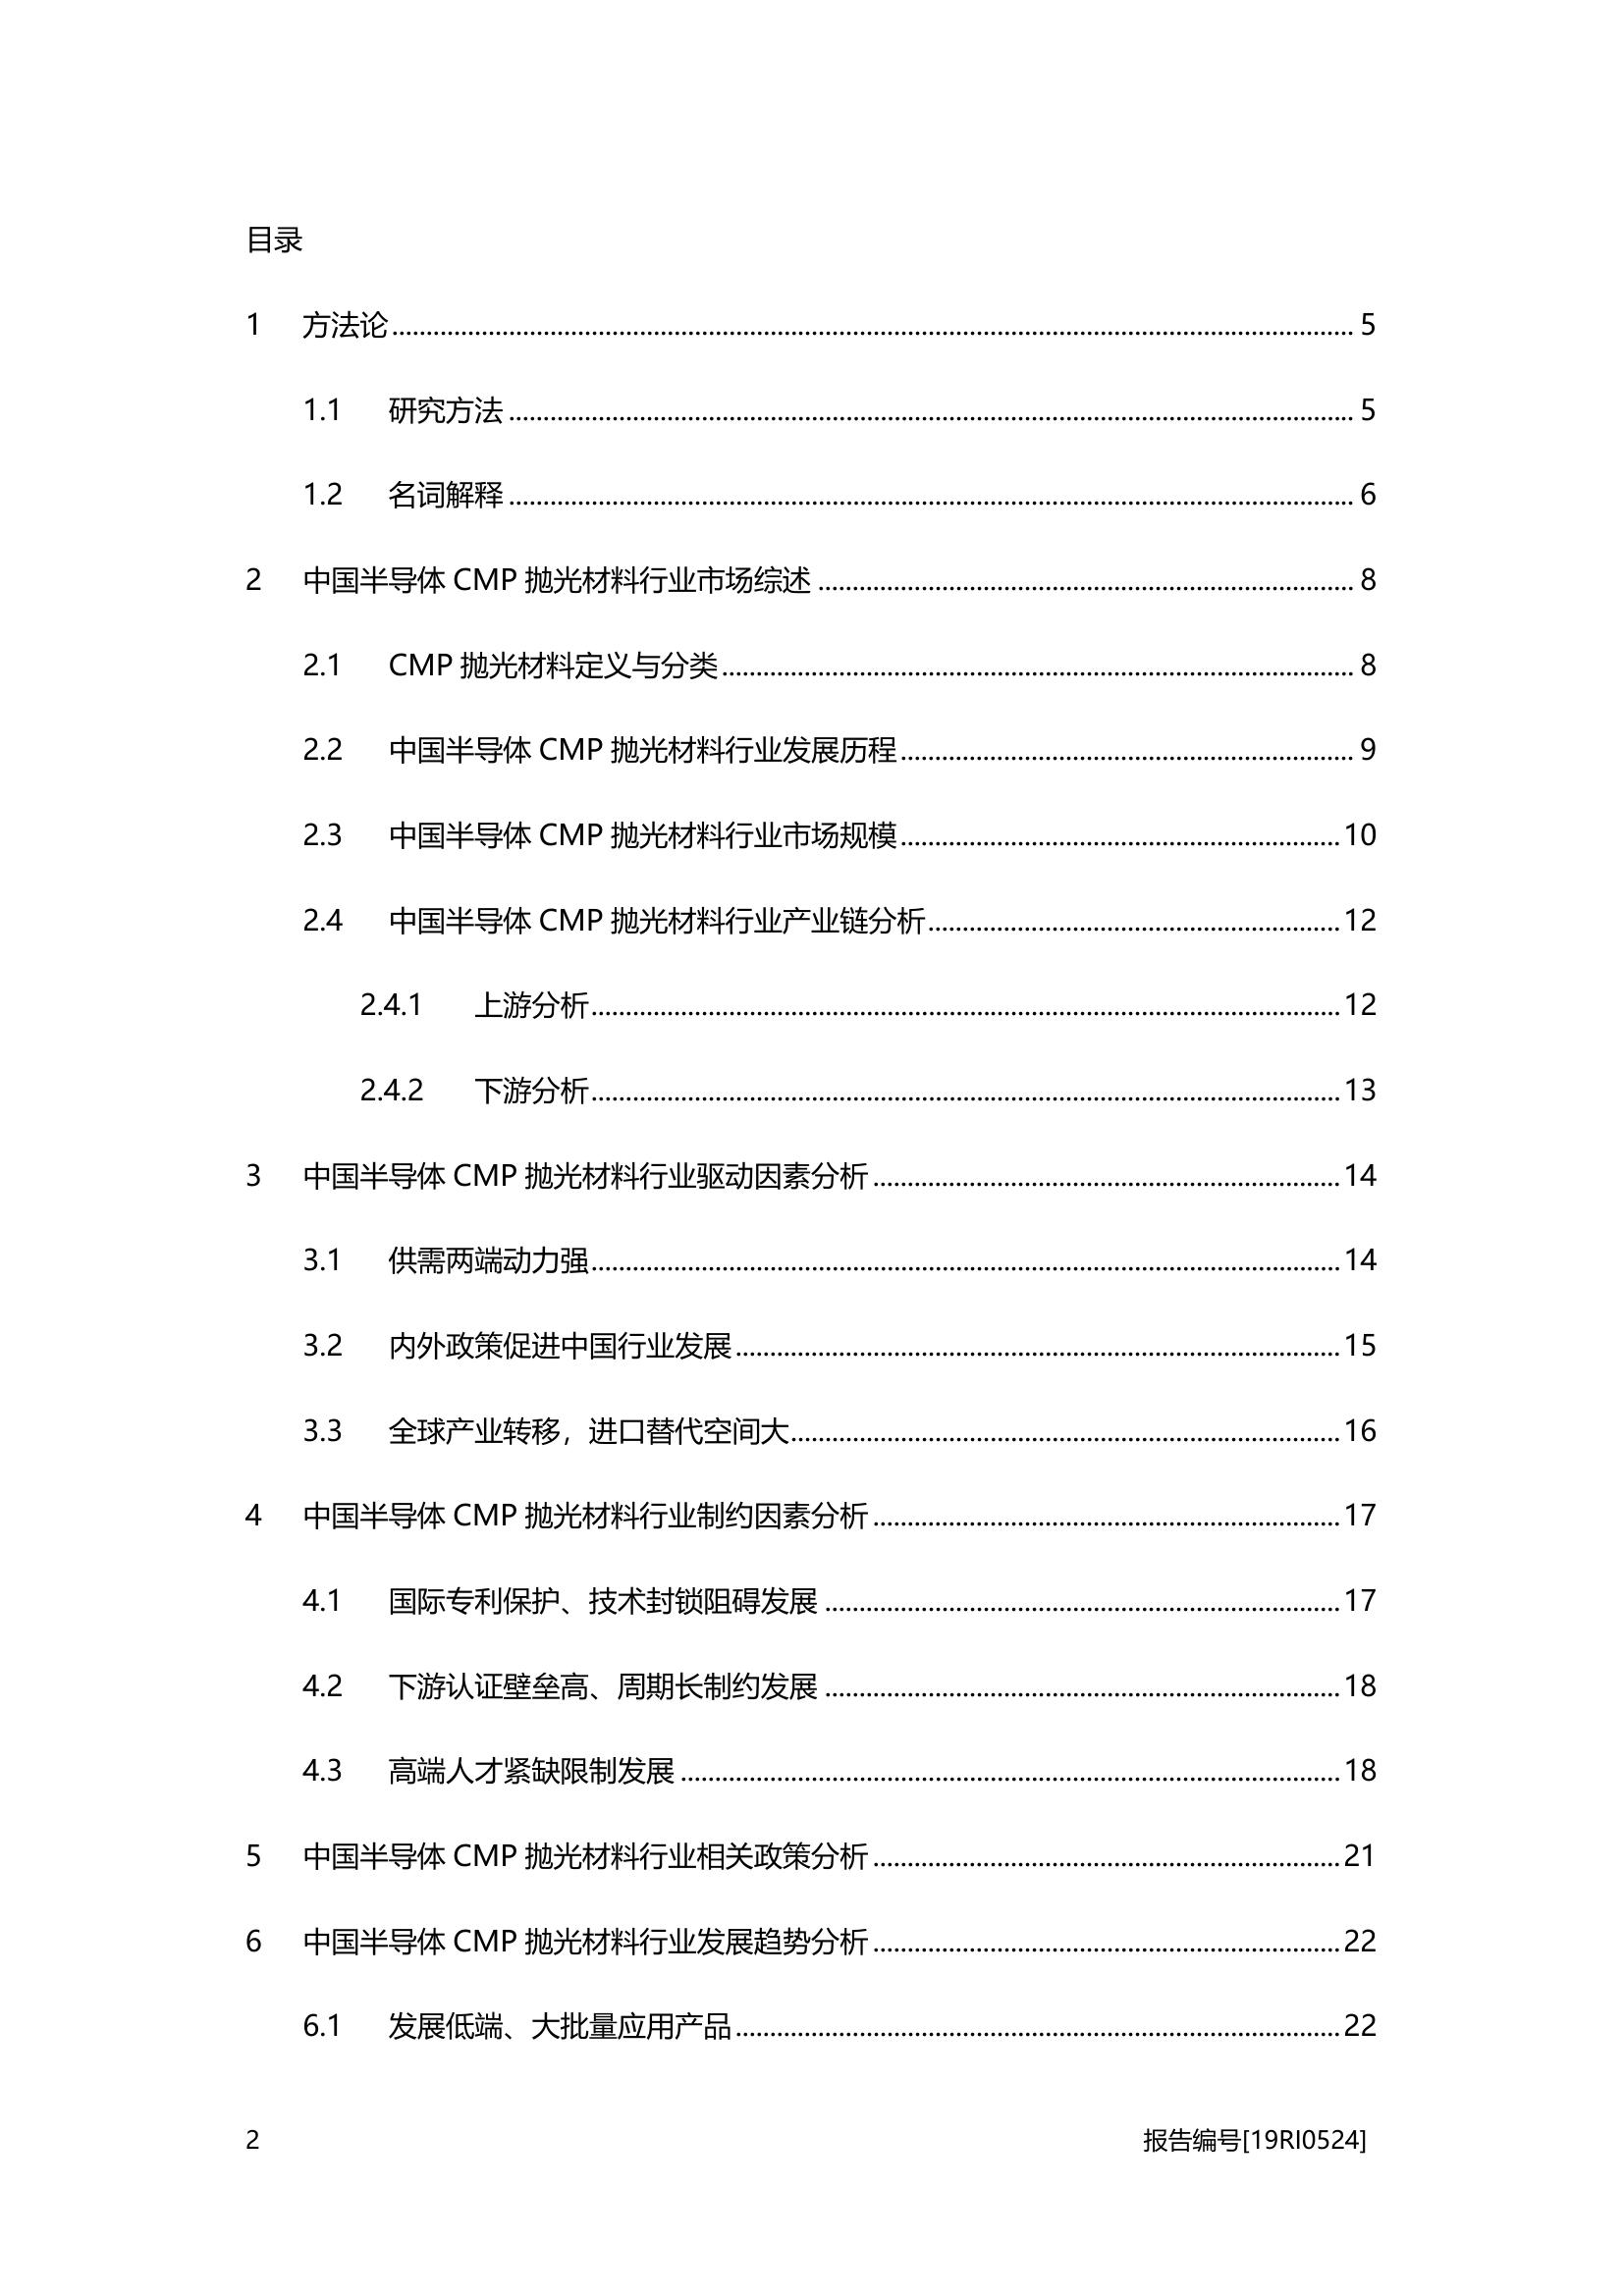 目录
1 方法论 5
1.1 研究方法 5
1.2 名词解释 6
2 中国半导体 CMP 抛光材料行业市场综述 8
2.1 CMP 抛光材料定义与分类 8
2.2 中国半导体 CMP 抛光材料行业发展历程 9
2.3 中国半导体 CMP 抛光材料行业市场规模 10
2.4 中国半导体 CMP 抛光材料行业产业链分析 12
2.4.1 上游分析 12
2.4.2 下游分析 13
3 中国半导体 CMP 抛光材料行业驱动因素分析 14
3.1 供需两端动力强 14
3.2 内外政策促进中国行业发展 15
3.3 全球产业转移，进口替代空间大 16
4 中国半导体 CMP 抛光材料行业制约因素分析 17
4.1 国际专利保护、技术封锁阻碍发展 17
4.2 下游认证壁垒高、周期长制约发展 18
4.3 高端人才紧缺限制发展 18
5 中国半导体 CMP 抛光材料行业相关政策分析 21
6 中国半导体 CMP 抛光材料行业发展趋势分析 22
6.1 发展低端、大批量应用产品 22
2 报告编号[19RI0524]